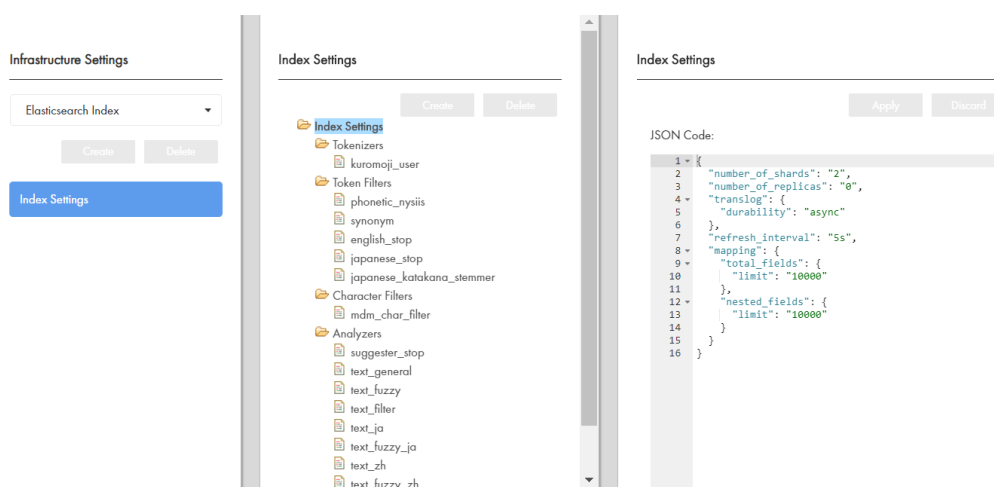 Infrastructure Settings
Elasticsearch Index
Create Delete
Index Settings
Index Settings
Create Delete
Index Settings
Tokenizers
kuromoji_user
Token Filters
phonetic_nysiis
synonym
english_stop
japanese_stop
japanese_katakana_stemmer
Character Filters
mdm_char_filter
Analyzers
suggester_stop
text_general
text_fuzzy
text_filter
text_ja
text_fuzzy_ja
text_zh
text_fuzzy_zh
Index Settings
Apply Discard
JSON Code:
1 {
2 "number_of_shards": "2",
3 "number_of_replicas": "0",
4 "translog": {
5 "durability": "async"
6 },
7 "refresh_interval": "5s",
8 "mapping": {
9 "total_fields": {
10 "limit": "10000"
11 },
12 "nested_fields": {
13 "limit": "10000"
14 }
15 }
16 }